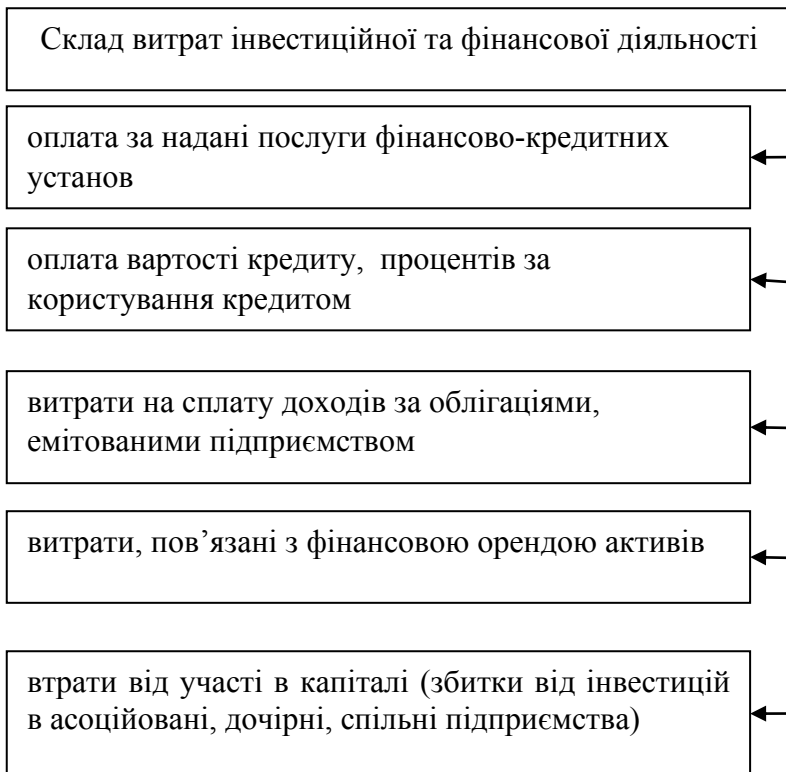 Склад витрат інвестиційної та фінансової діяльності
оплата за надані послуги фінансово-кредитних
установ
оплата вартості кредиту, процентів за
користування кредитом
витрати на сплату доходів за облігаціями,
емітованими підприємством
витрати, пов’язані з фінансовою орендою активів
втрати від участі в капіталі (збитки від інвестицій
в асоційовані, дочірні, спільні підприємства)